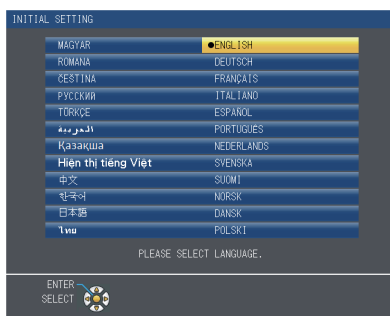 INITIAL SETTING
MAGYAR ●ENGLISH
ROMANA DEUTSCH
ČEŠTINA FRANÇAIS
РУССКИЙ ITALIANO
TÜRKÇE ESPAÑOL
العربية PORTUGUÊS
Қазақша NEDERLANDS
Hiện thị tiếng Việt SVENSKA
中文 SUOMI
한국어 NORSK
日本語 DANSK
ไทย POLSKI
PLEASE SELECT LANGUAGE.
ENTER
SELECT